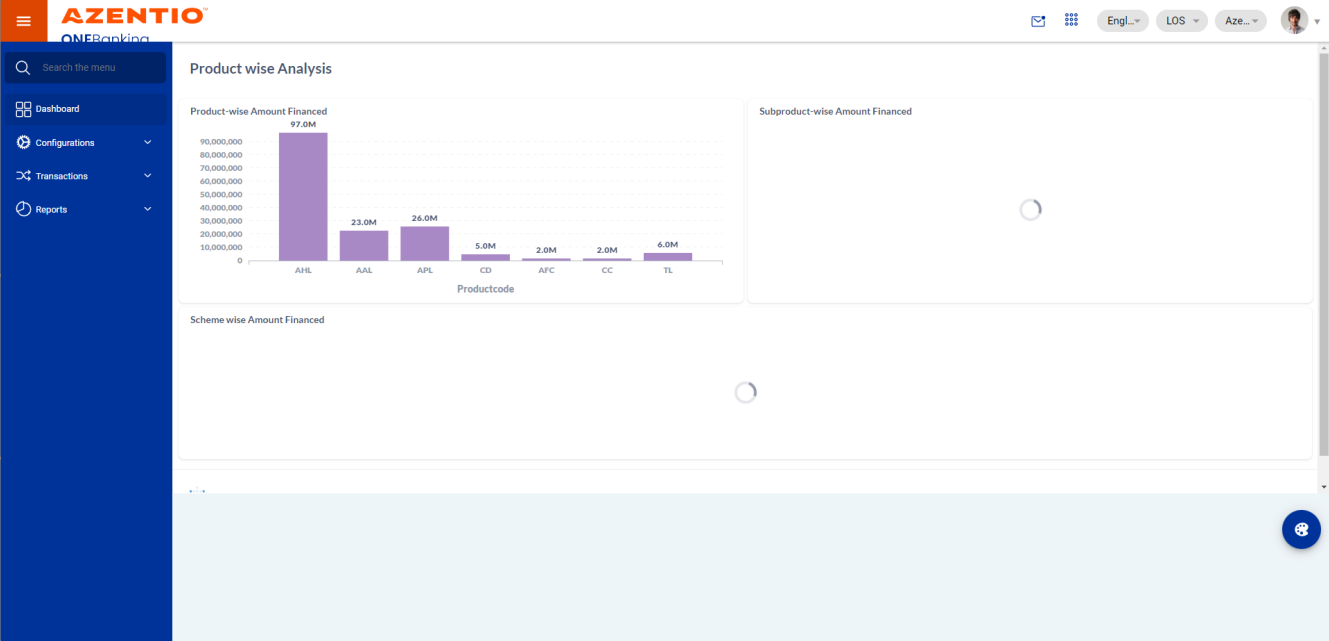 AZENTIO™
ONEBanking
Engl...
LOS
Aze...
Search the menu
Dashboard
Configurations
Transactions
Reports
Product wise Analysis
Product-wise Amount Financed
97.0M
90,000,000
80,000,000
70,000,000
60,000,000
50,000,000
40,000,000
30,000,000
20,000,000
10,000,000
0
23.0M
26.0M
5.0M
2.0M
2.0M
6.0M
AHL AAL APL CD AFC CC TL
Productcode
Subproduct-wise Amount Financed
Scheme wise Amount Financed